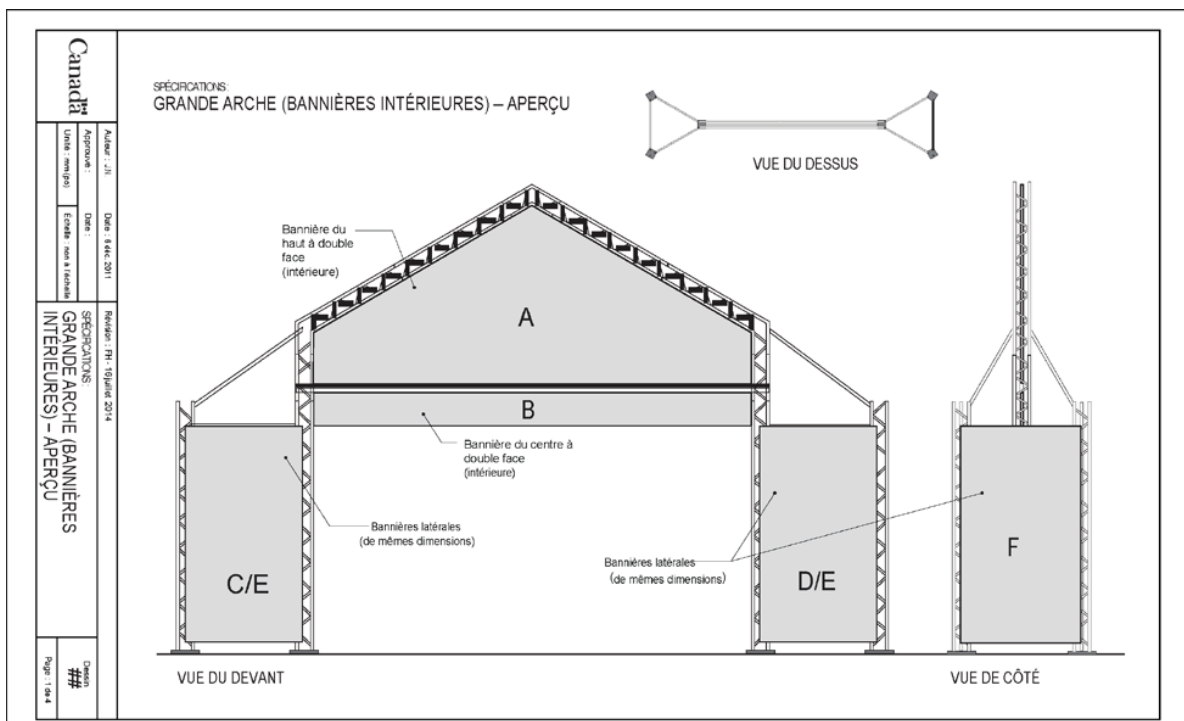 Canada
Auteur : J.R.
Date : 6 déc. 2011
Révision : FH - 16 juillet 2014
Approuvé :
Date :
Unité : mm (po)
Échelle : non à l'échelle
SPÉCIFICATIONS:
GRANDE ARCHE (BANNIÈRES
INTÉRIEURES) – APERÇU
Dessin
##
Page : 1 de 4
SPÉCIFICATIONS:
GRANDE ARCHE (BANNIÈRES INTÉRIEURES) – APERÇU
VUE DU DESSUS
Bannière du
haut à double
face
(intérieure)
A
B
Bannière du centre à
double face
(intérieure)
Bannières latérales
(de mêmes dimensions)
Bannières latérales
(de mêmes dimensions)
C/E
D/E
F
VUE DU DEVANT
VUE DE CÔTÉ